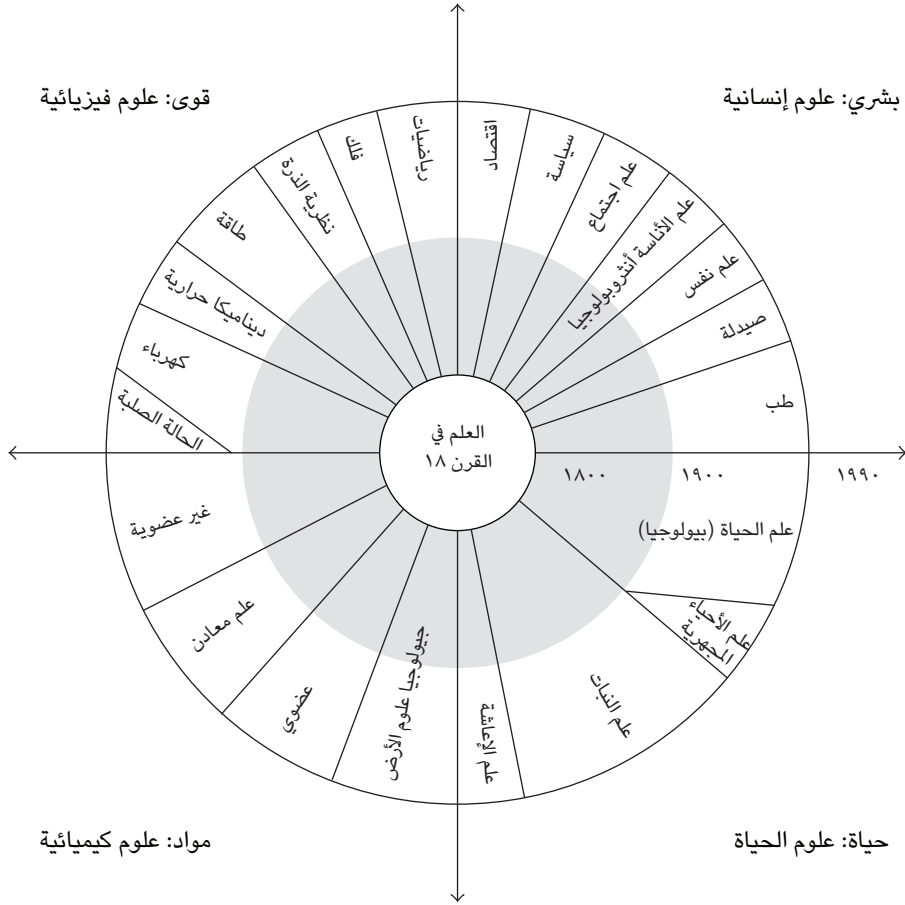 بشري: علوم إنسانية
قوى: علوم فيزيائية
اقتصاد
سياسة
علم اجتماع
علم الأناسة أنثروبولوجيا
علم نفس
صيدلة
طب
رياضيات
فلك
نظرية الذرة
طاقة
ديناميكا حرارية
كهرباء
الحالة الصلبة
العلم في
القرن ١٨
١٨٠٠
١٩٠٠
١٩٩٠
علم الحياة (بيولوجيا)
علم الأحياء
المجهرية
علم النبات
علم الإعاشة
جيولوجيا علوم الأرض
عضوي
علم معادن
غير عضوية
حياة: علوم الحياة
مواد: علوم كيميائية